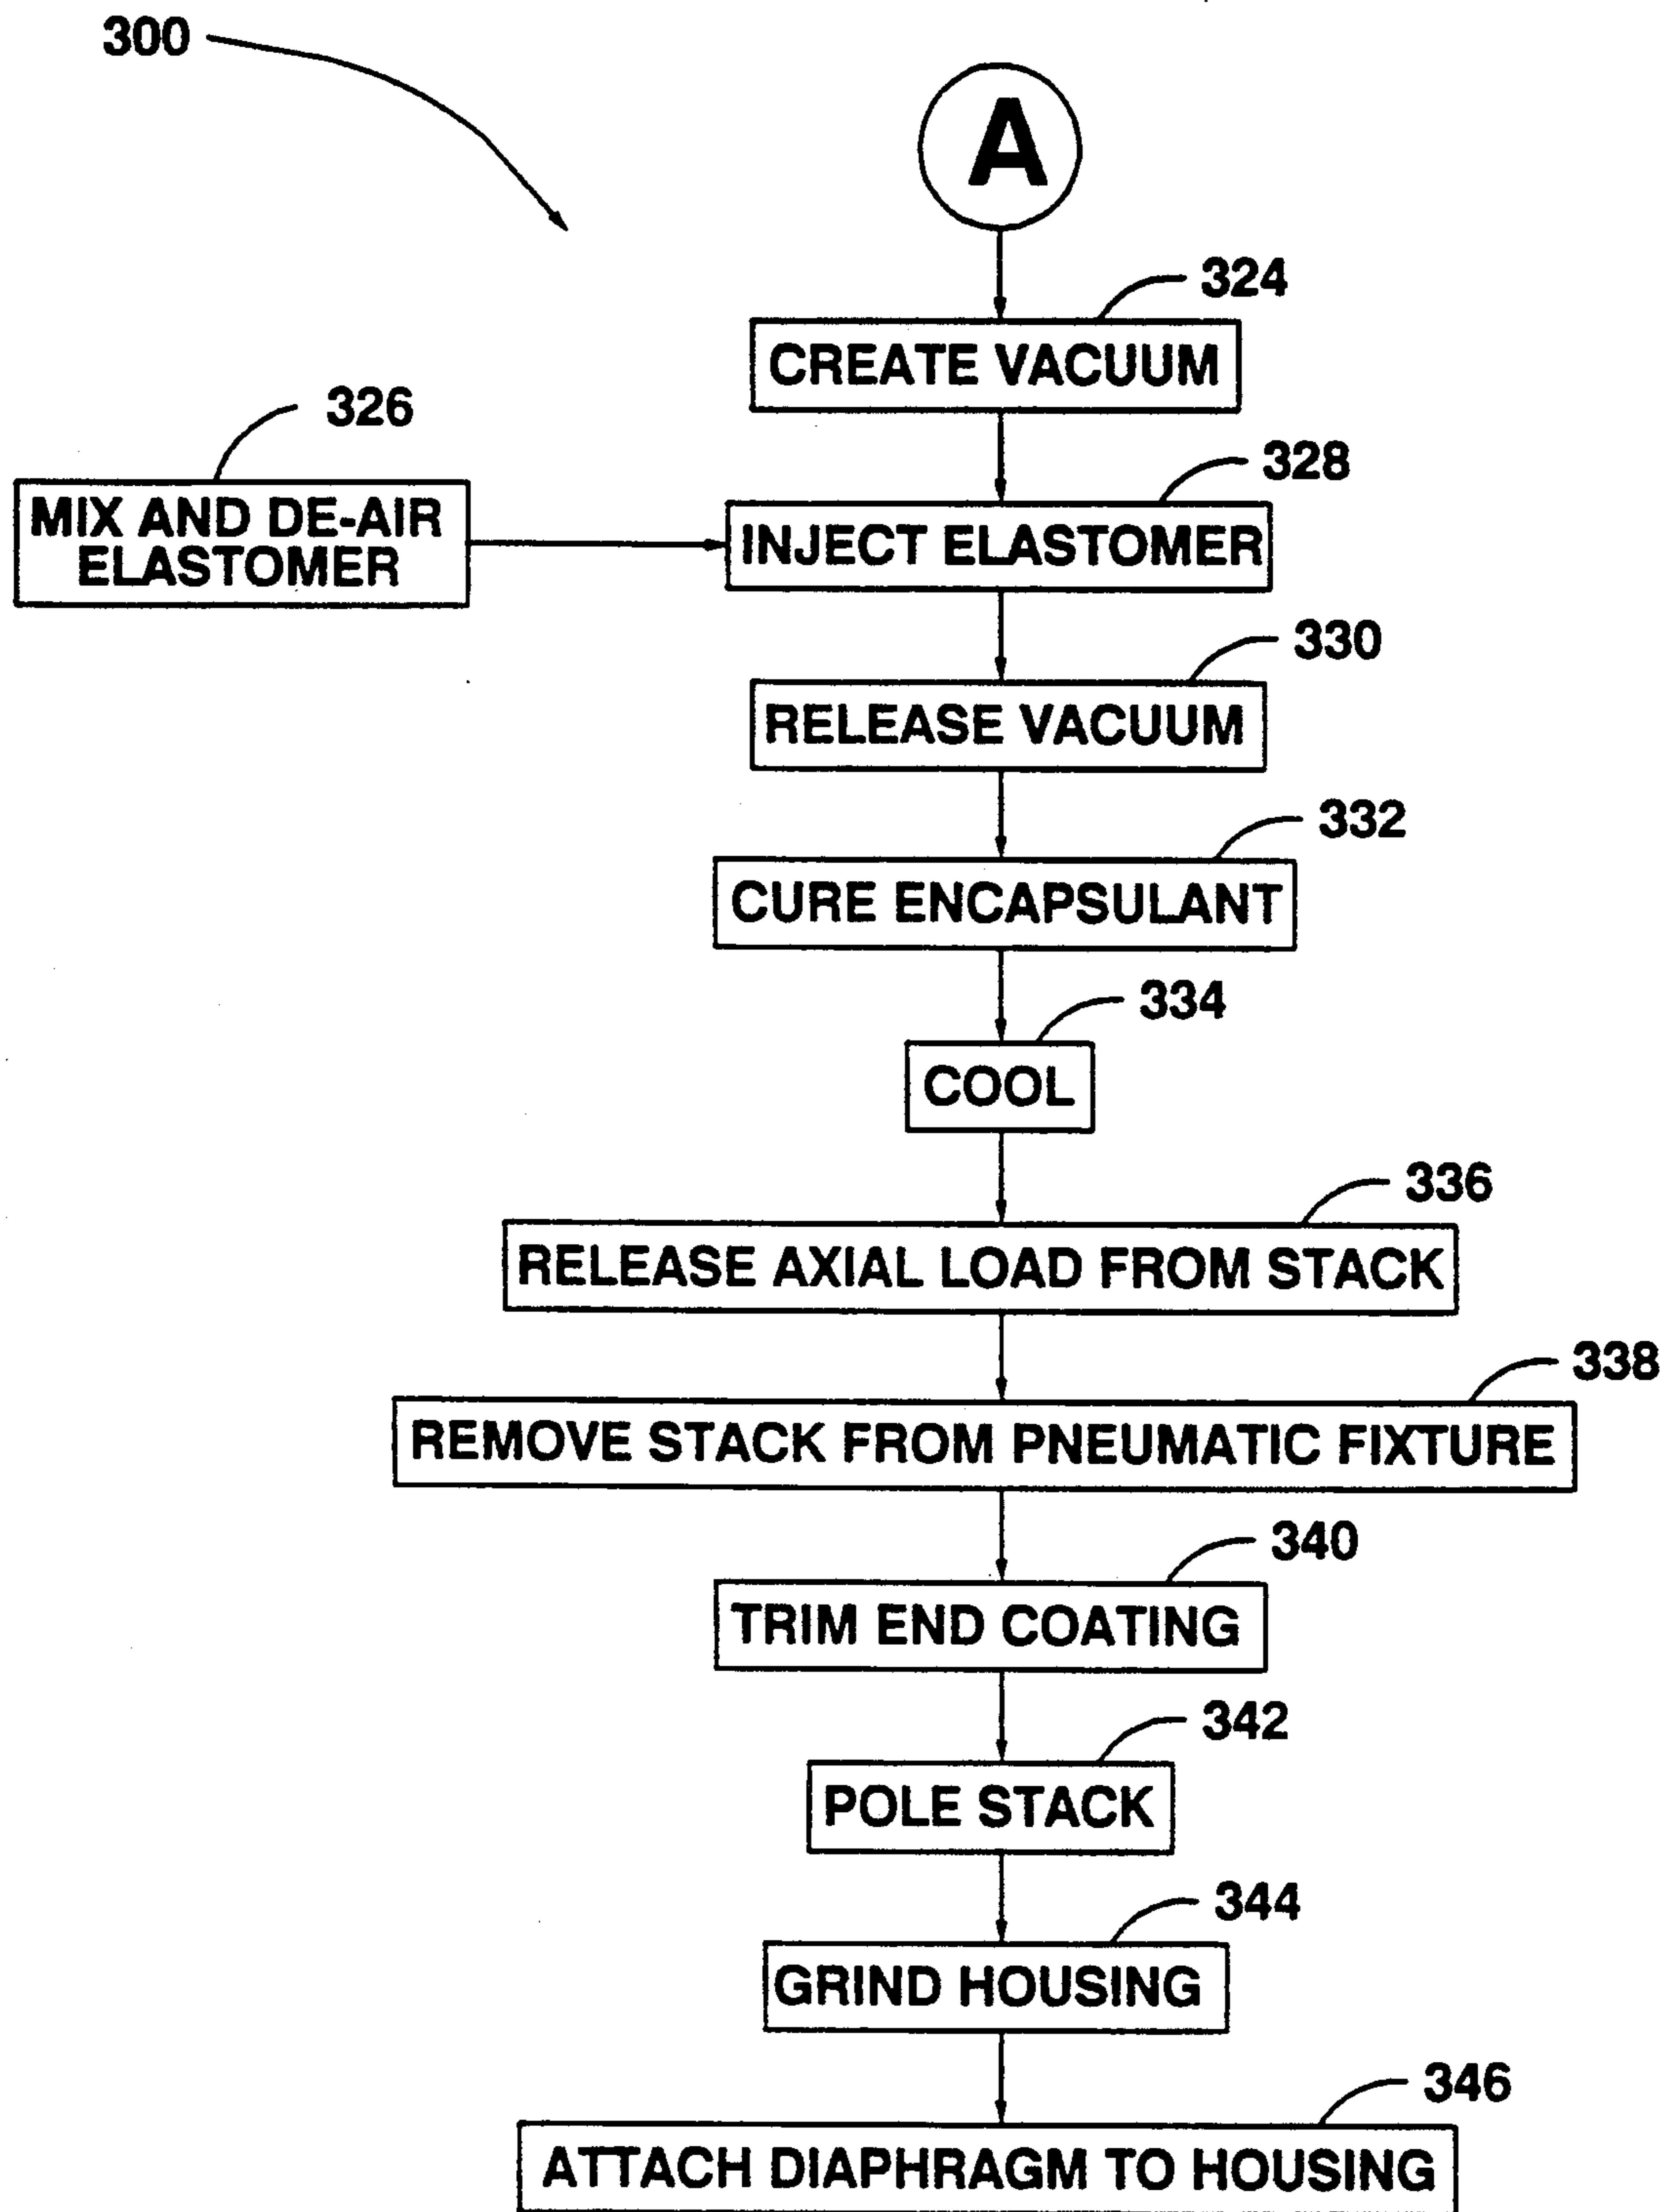 300
A
324
CREATE VACUUM
326
328
MIX AND DE-AIR
ELASTOMER
INJECT ELASTOMER
330
RELEASE VACUUM
332
CURE ENCAPSULANT
334
COOL
336
RELEASE AXIAL LOAD FROM STACK
338
REMOVE STACK FROM PNEUMATIC FIXTURE
340
TRIM END COATING
342
POLE STACK
344
GRIND HOUSING
346
ATTACH DIAPHRAGM TO HOUSING